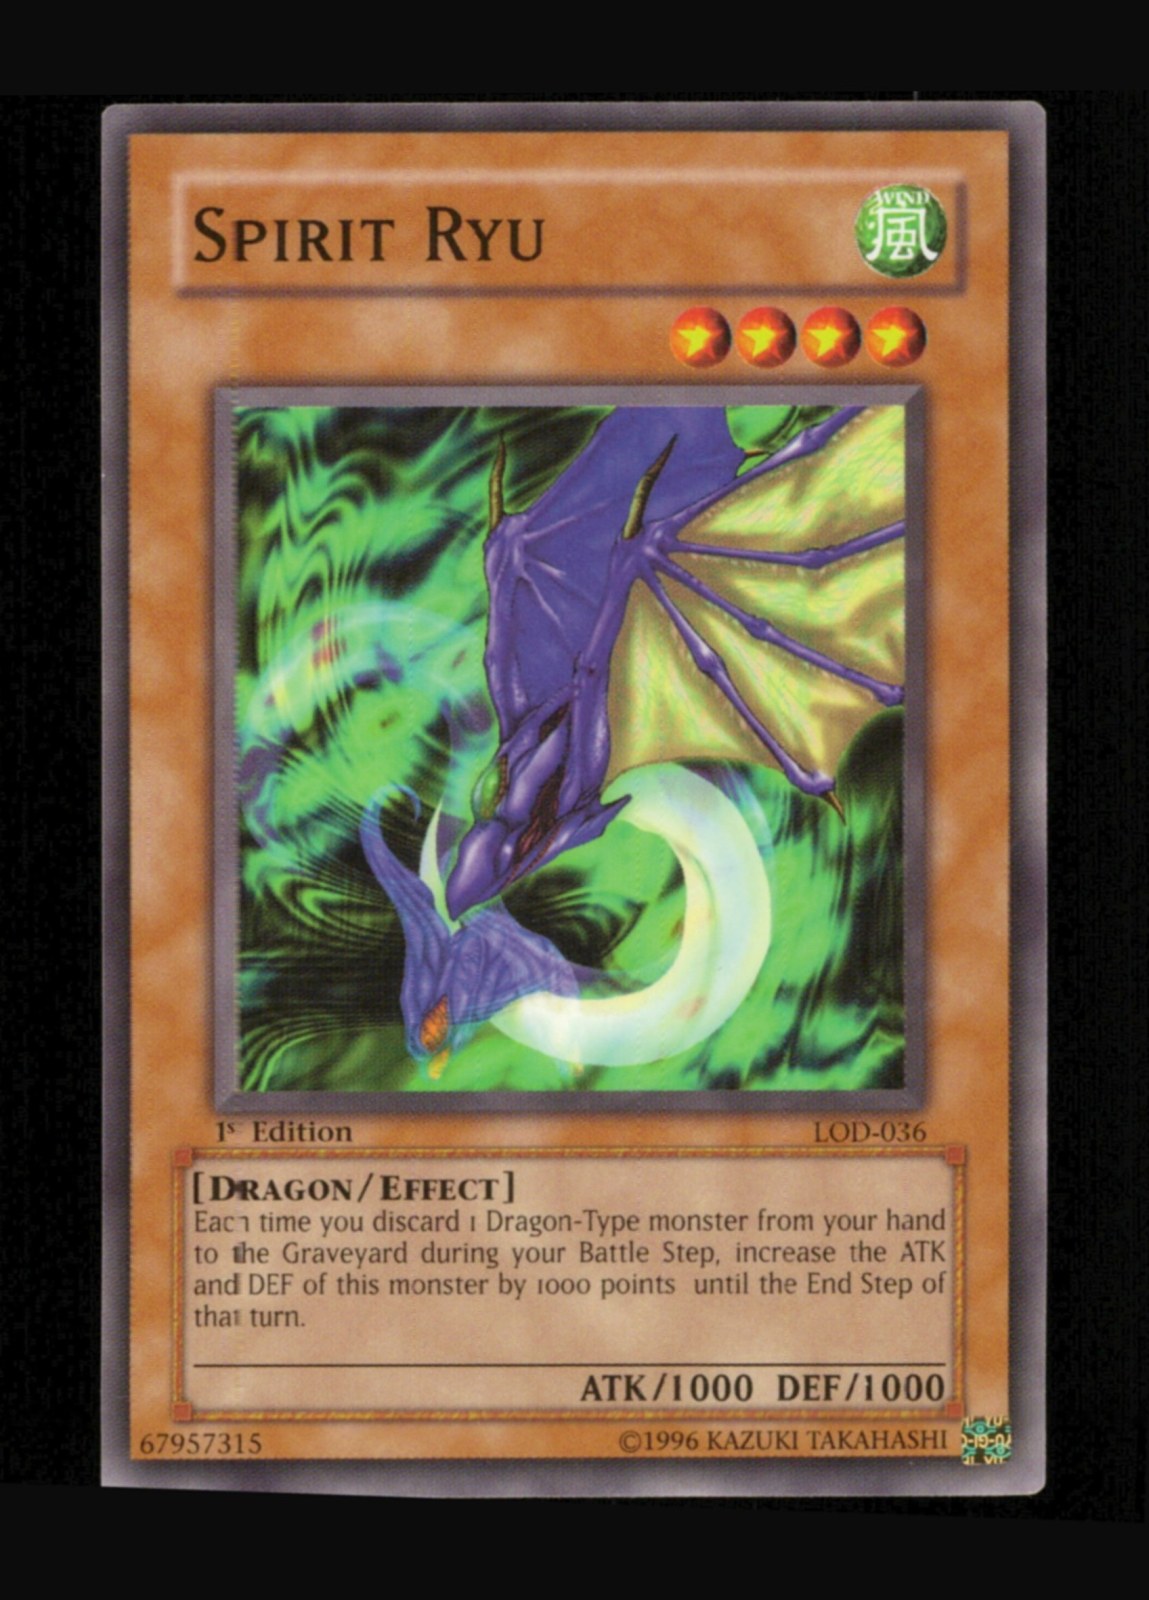 SPIRIT RYU
WIND
風
1st Edition
LOD-036
[DRAGON/EFFECT]
Each time you discard 1 Dragon-Type monster from your hand
to the Graveyard during your Battle Step, increase the ATK
and DEF of this monster by 1000 points until the End Step of
that turn.
ATK/1000 DEF/1000
67957315
©1996 KAZUKI TAKAHASHI